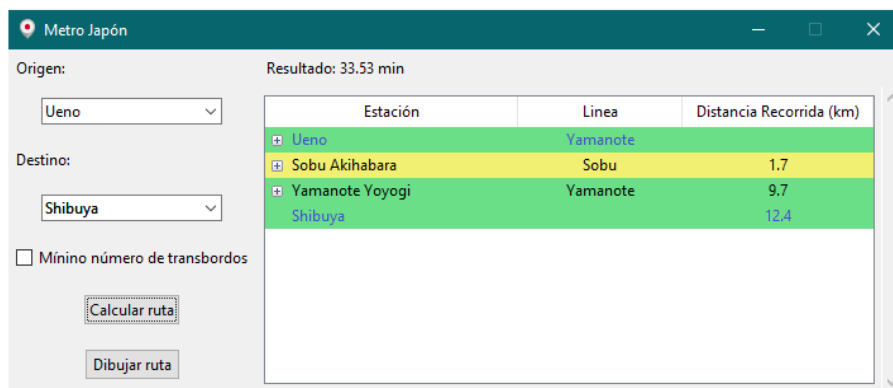 Metro Japón
Origen:
Resultado: 33.53 min
Ueno
Estación Linea Distancia Recorrida (km)
Ueno Yamanote
Destino:
Sobu Akihabara Sobu 1.7
Yamanote Yoyogi Yamanote 9.7
Shibuya
Shibuya 12.4
Mínino número de transbordos
Calcular ruta
Dibujar ruta